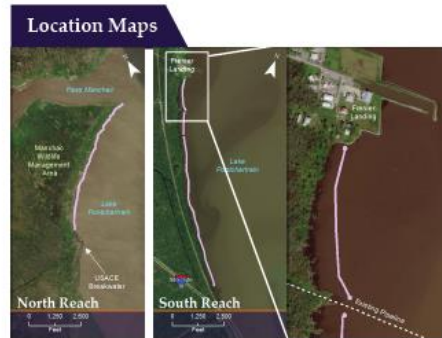 Location Maps
Pass Manchac
Manchac
Wildlife
Management
Area
Lake
Pontchartrain
USACE
Breakwater
North Reach
0 1,250 2,500
Feet
Frenier
Landing
Lake
Pontchartrain
South Reach
0 1,250 2,500
Feet
Frenier
Landing
Existing Pipeline